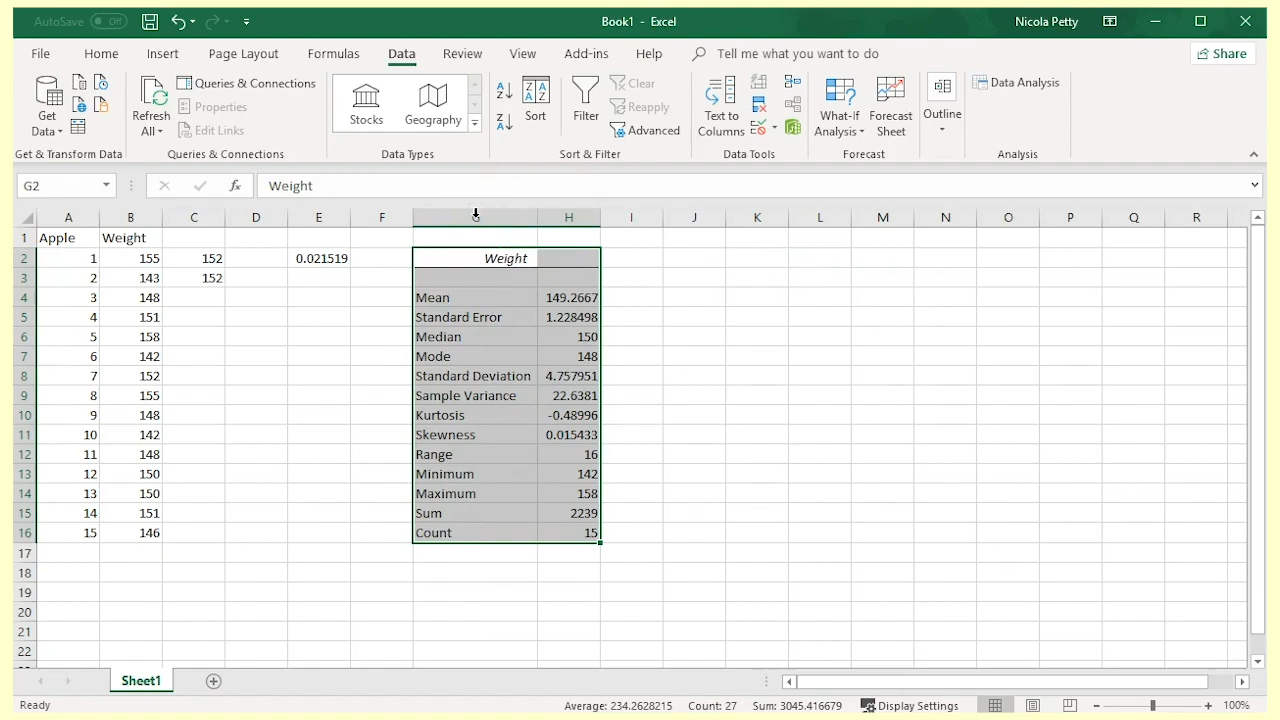 AutoSave Off
Book1 - Excel
Nicola Petty
File Home Insert Page Layout Formulas Data Review View Add-ins Help Tell me what you want to do Share
Get Data
Get & Transform Data
Refresh All
Queries & Connections
Properties
Edit Links
Queries & Connections
Stocks
Geography
Data Types
Sort
Filter
Clear
Reapply
Advanced
Sort & Filter
Text to Columns
Data Tools
What-If Analysis
Forecast Sheet
Forecast
Outline
Data Analysis
Analysis
G2 fx Weight
A B C D E F G H I J K L M N O P Q R
1 Apple Weight
2 1 155 152 0.021519 Weight
3 2 143 152
4 3 148 Mean 149.2667
5 4 151 Standard Error 1.228498
6 5 158 Median 150
7 6 142 Mode 148
8 7 152 Standard Deviation 4.757951
9 8 155 Sample Variance 22.6381
10 9 148 Kurtosis -0.48996
11 10 142 Skewness 0.015433
12 11 148 Range 16
13 12 150 Minimum 142
14 13 150 Maximum 158
15 14 151 Sum 2239
16 15 146 Count 15
17
18
19
20
21
22
Sheet1
Ready Average: 234.2628215 Count: 27 Sum: 3045.416679 Display Settings 100%